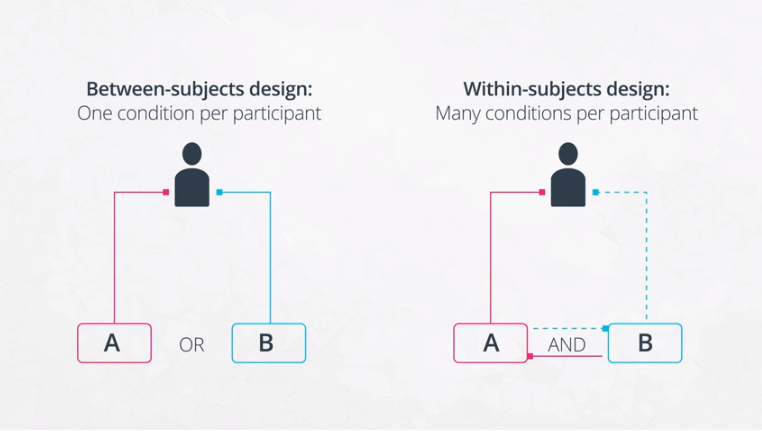 Between-subjects design:
One condition per participant
A
OR
B
Within-subjects design:
Many conditions per participant
A
AND
B